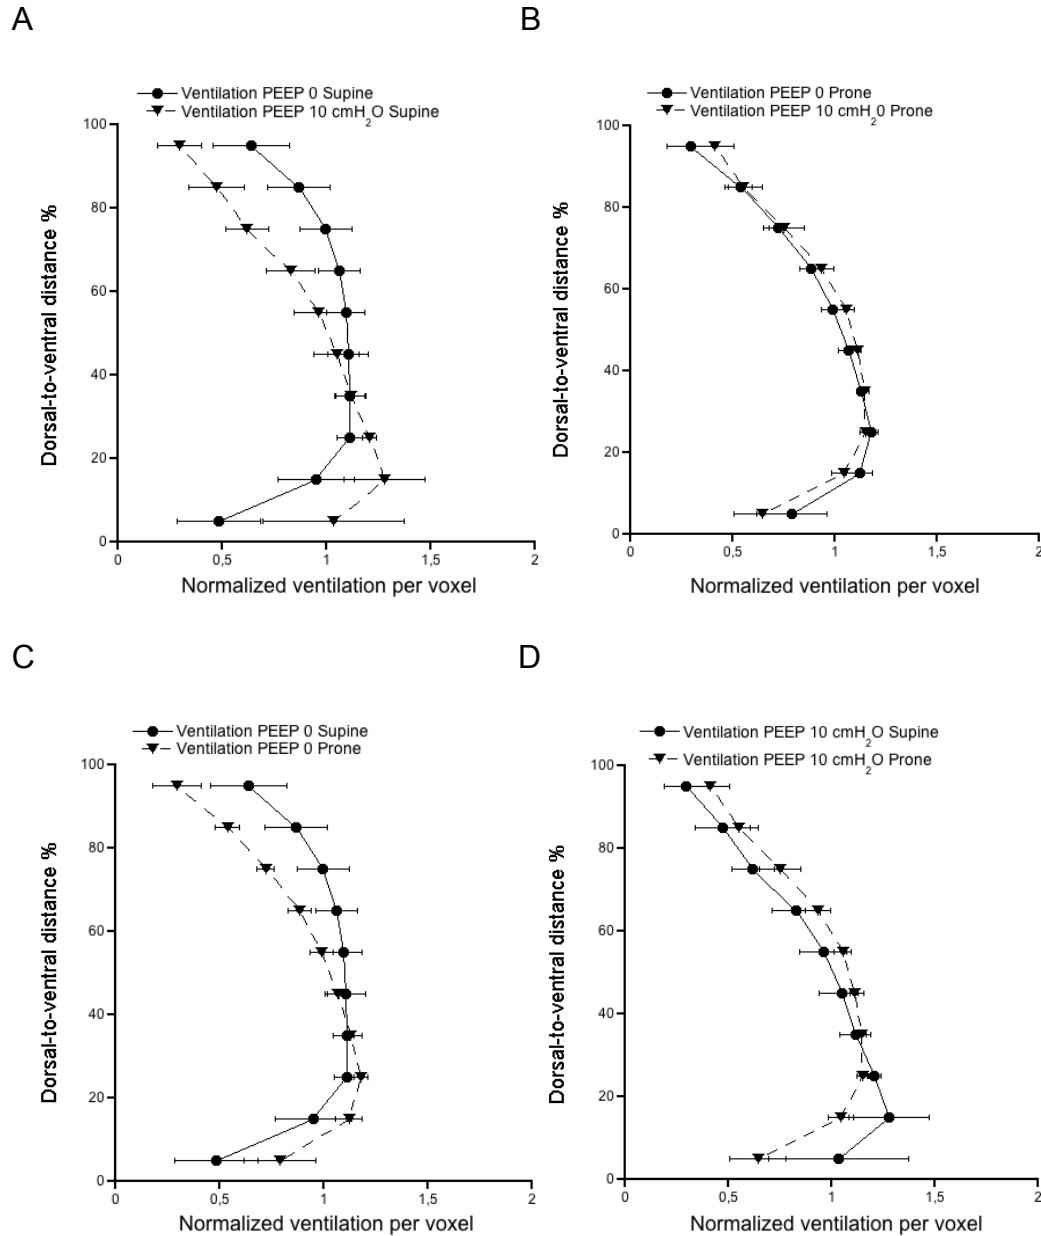 A
B
Ventilation PEEP 0 Supine
Ventilation PEEP 10 cmH2O Supine
Dorsal-to-ventral distance %
100
80
60
40
20
0
0 0,5 1 1,5 2
Normalized ventilation per voxel
Ventilation PEEP 0 Prone
Ventilation PEEP 10 cmH20 Prone
Dorsal-to-ventral distance %
100
80
60
40
20
0
0 0,5 1 1,5 2
Normalized ventilation per voxel
C
D
Ventilation PEEP 0 Supine
Ventilation PEEP 0 Prone
Dorsal-to-ventral distance %
100
80
60
40
20
0
0 0,5 1 1,5 2
Normalized ventilation per voxel
Ventilation PEEP 10 cmH2O Supine
Ventilation PEEP 10 cmH2O Prone
Dorsal-to-ventral distance %
100
80
60
40
20
0
0 0,5 1 1,5 2
Normalized ventilation per voxel